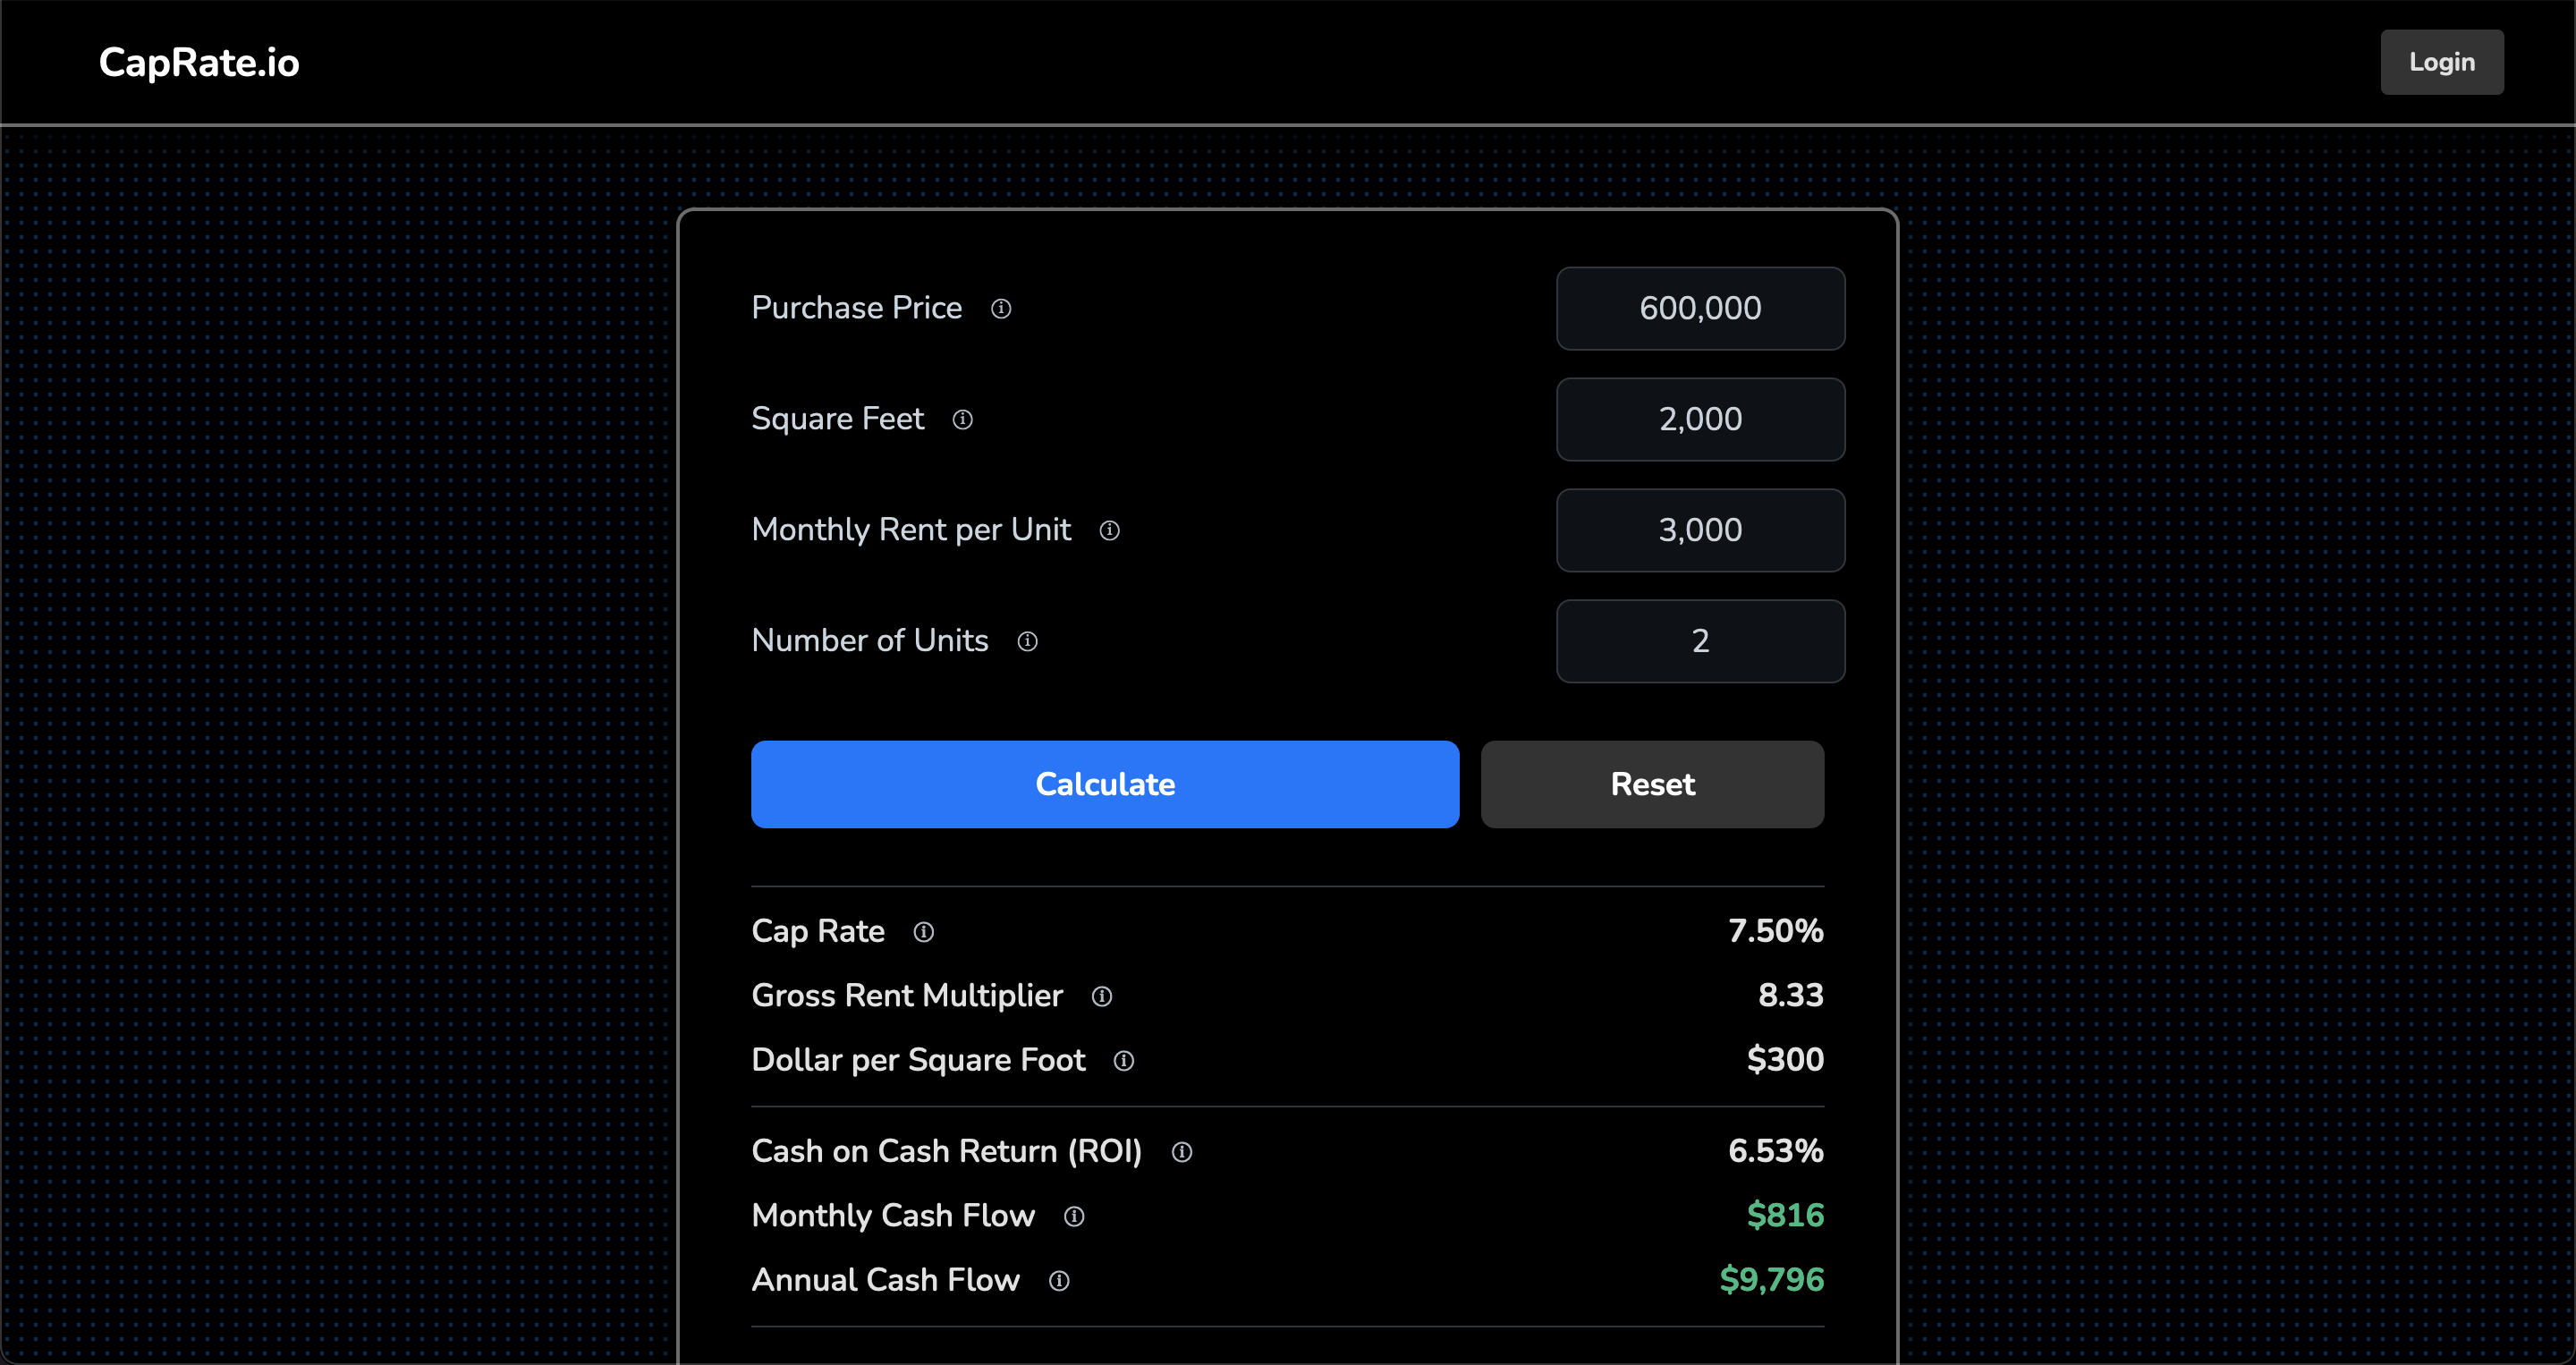 CapRate.io
Login
Purchase Price 600,000
Square Feet 2,000
Monthly Rent per Unit 3,000
Number of Units 2
Calculate Reset
Cap Rate 7.50%
Gross Rent Multiplier 8.33
Dollar per Square Foot $300
Cash on Cash Return (ROI) 6.53%
Monthly Cash Flow $816
Annual Cash Flow $9,796